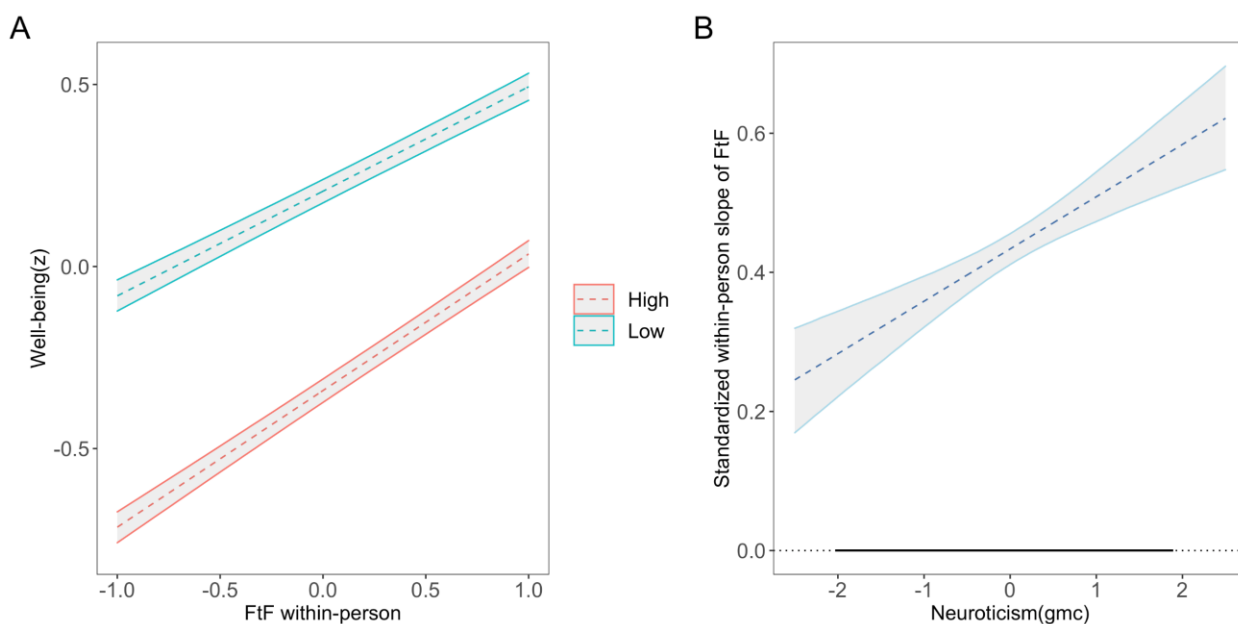 A
Well-being(z)
0.5
0.0
-0.5
-1.0 -0.5 0.0 0.5 1.0
FtF within-person
High
Low
B
Standardized within-person slope of FtF
0.6
0.4
0.2
0.0
-2 -1 0 1 2
Neuroticism(gmc)